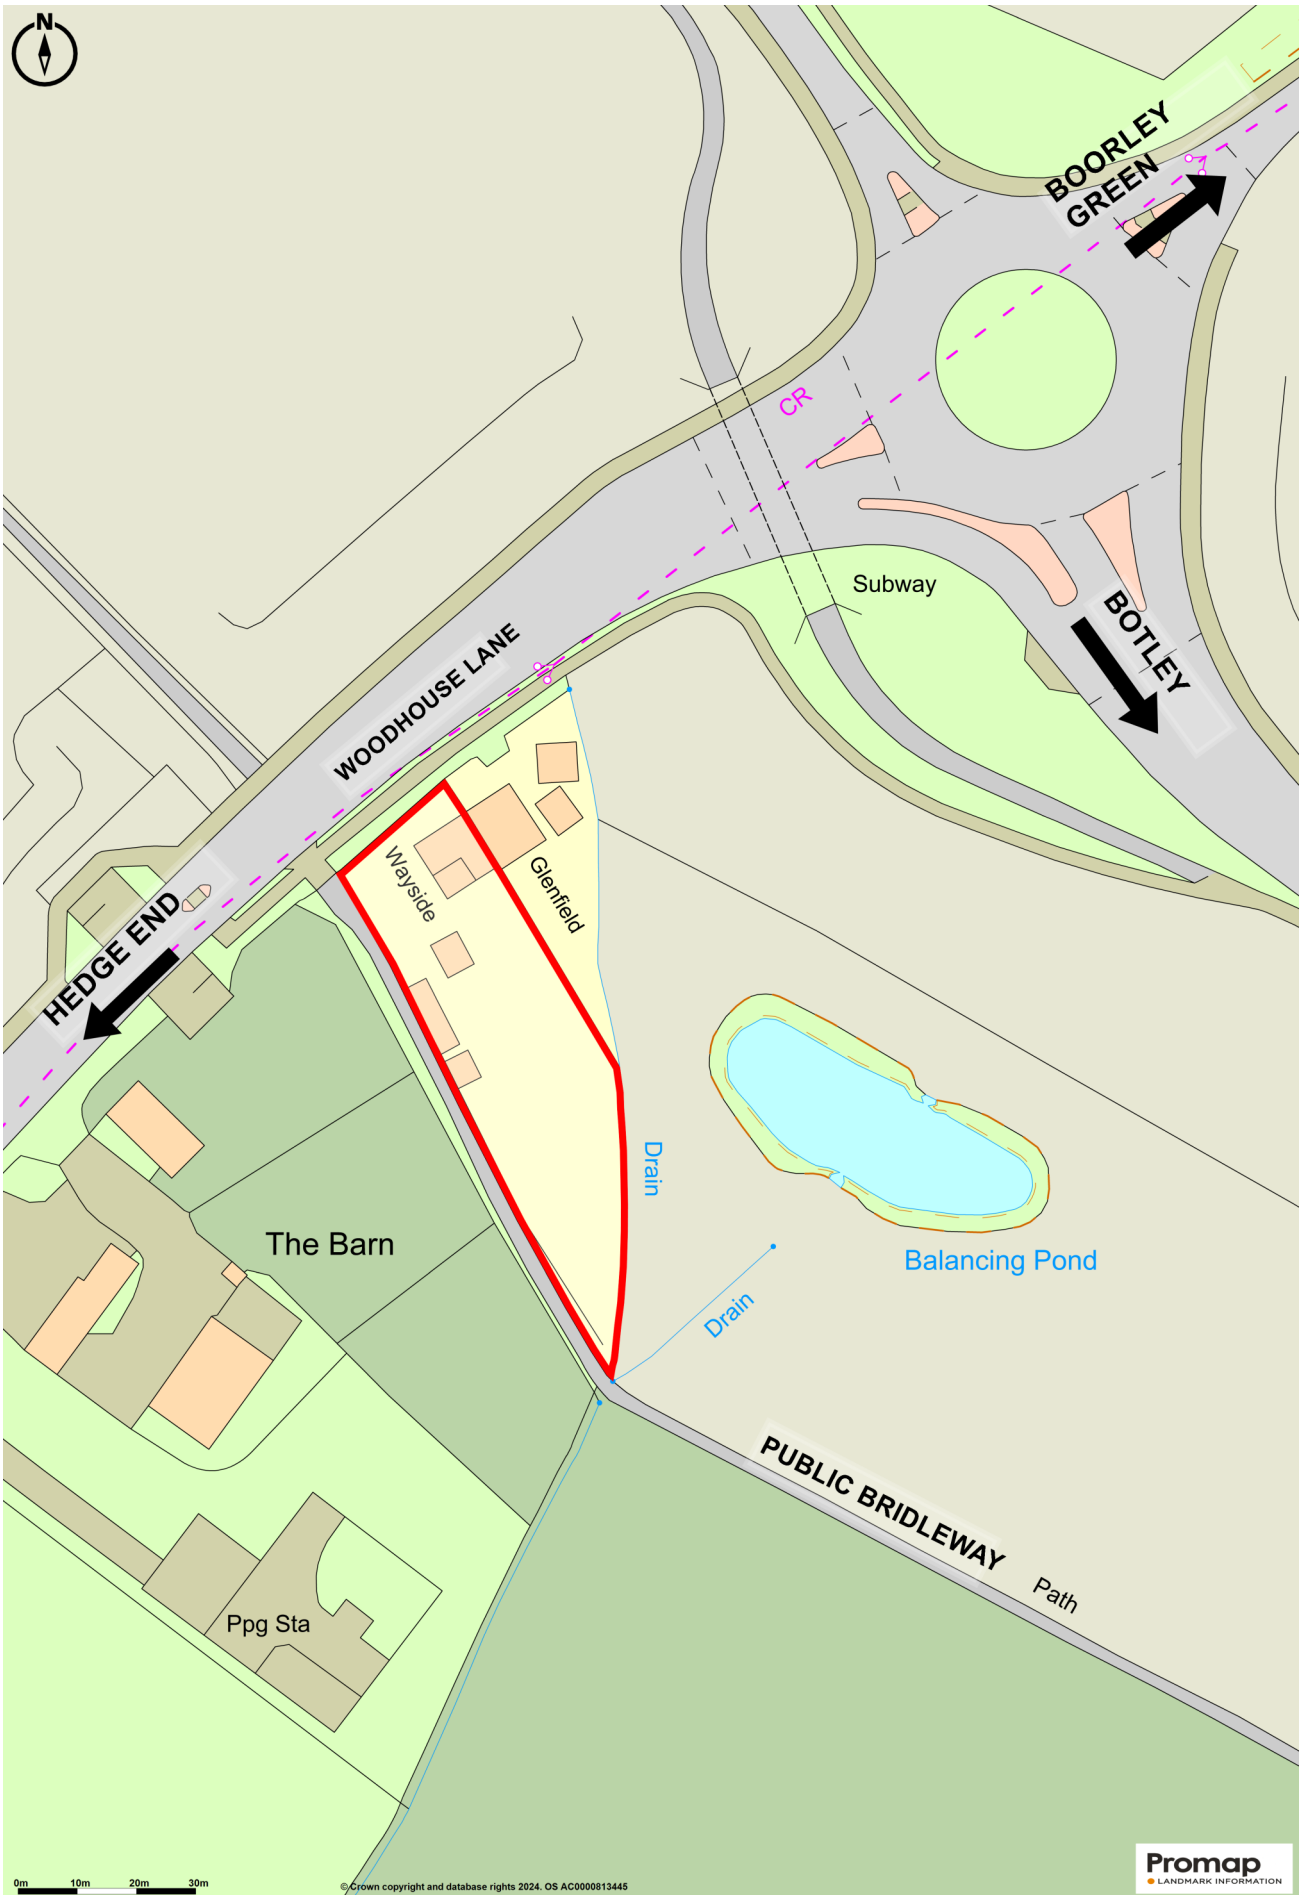 N
BOORLEY
GREEN
CR
Subway
BOTLEY
WOODHOUSE LANE
Wayside
Glenfield
HEDGE END
Drain
The Barn
Balancing Pond
Drain
PUBLIC BRIDLEWAY
Path
Ppg Sta
0m 10m 20m 30m
© Crown copyright and database rights 2024. OS AC0000813445
Promap
LANDMARK INFORMATION